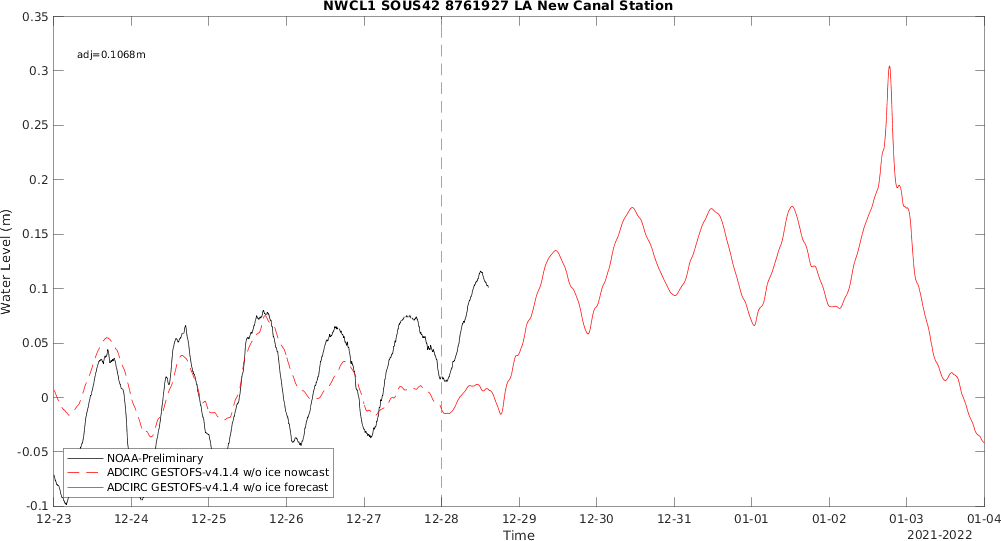 NWCL1 SOUS42 8761927 LA New Canal Station
0.35
adj=0.1068m
0.3
0.25
0.2
0.15
0.1
0.05
0
-0.05
-0.1
Water Level (m)
NOAA-Preliminary
ADCIRC GESTOFS-v4.1.4 w/o ice nowcast
ADCIRC GESTOFS-v4.1.4 w/o ice forecast
12-23 12-24 12-25 12-26 12-27 12-28 12-29 12-30 12-31 01-01 01-02 01-03 01-04
Time
2021-2022